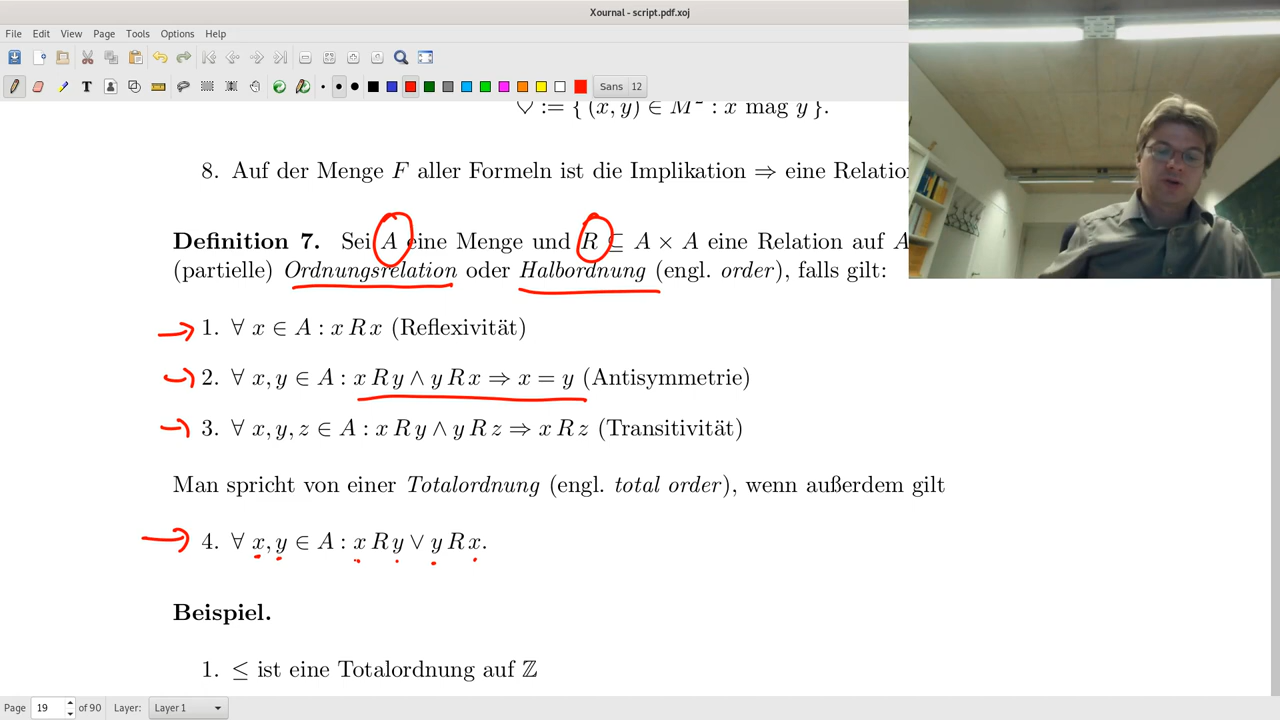 Xournal - script.pdf.xoj
File Edit View Page Tools Options Help
Sans 12
♡ := { (x, y) ∈ M² : x mag y }.
8. Auf der Menge F aller Formeln ist die Implikation ⇒ eine
Definition 7. Sei A eine Menge und R ⊆ A × A eine Relation auf A
(partielle) Ordnungsrelation oder Halbordnung (engl. order), falls gilt:
1. ∀ x ∈ A : x R x (Reflexivität)
2. ∀ x, y ∈ A : x R y ∧ y R x ⇒ x = y (Antisymmetrie)
3. ∀ x, y, z ∈ A : x R y ∧ y R z ⇒ x R z (Transitivität)
Man spricht von einer Totalordnung (engl. total order), wenn außerdem gilt
4. ∀ x, y ∈ A : x R y ∨ y R x.
Beispiel.
1. ≤ ist eine Totalordnung auf ℤ
Page 19 of 90 Layer: Layer 1